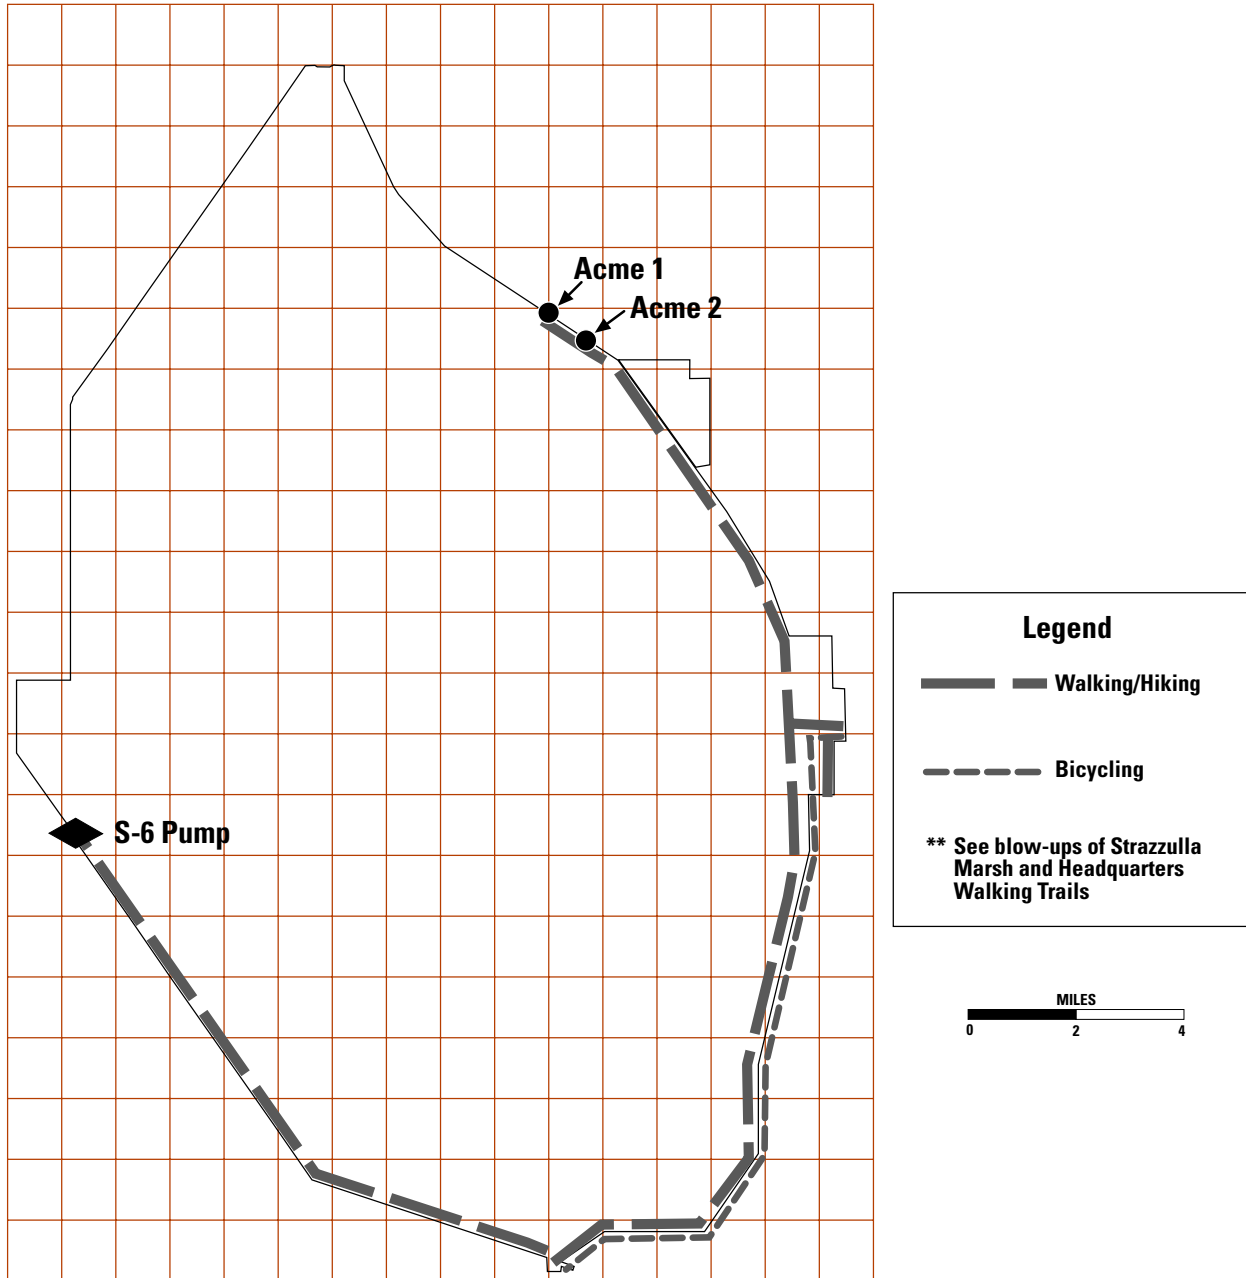 Acme 1
Acme 2
S-6 Pump
Legend
Walking/Hiking
Bicycling
** See blow-ups of Strazzulla
Marsh and Headquarters
Walking Trails
MILES
0 2 4